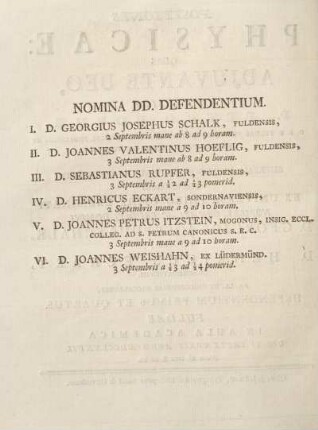 NOMINA DD. DEFENDENTIUM.
I. D. GEORGIUS JOSEPHUS SCHALK, FULDENSIS,
2 Septembris mane ab 8 ad 9 horam.
II. D. JOANNES VALENTINUS HOEFLIG, FULDENSIS,
3 Septembris mane ab 8 ad 9 horam.
III. D. SEBASTIANUS RUPFER, FULDENSIS,
3 Septembris a ½2 ad ½3 pomerid.
IV. D. HENRICUS ECKART, SONDERNAVIENSIS,
2 Septembris mane a 9 ad 10 horam.
V. D. JOANNES PETRUS ITZSTEIN, MOGONUS, INSIG. ECCL.
COLLEG. AD S. PETRUM CANONICUS S. E. C.
3 Septembris mane a 9 ad 10 horam.
VI. D. JOANNES WEISHAHN, EX LÜDERMÜND.
3 Septembris a ½3 ad ½4 pomerid.